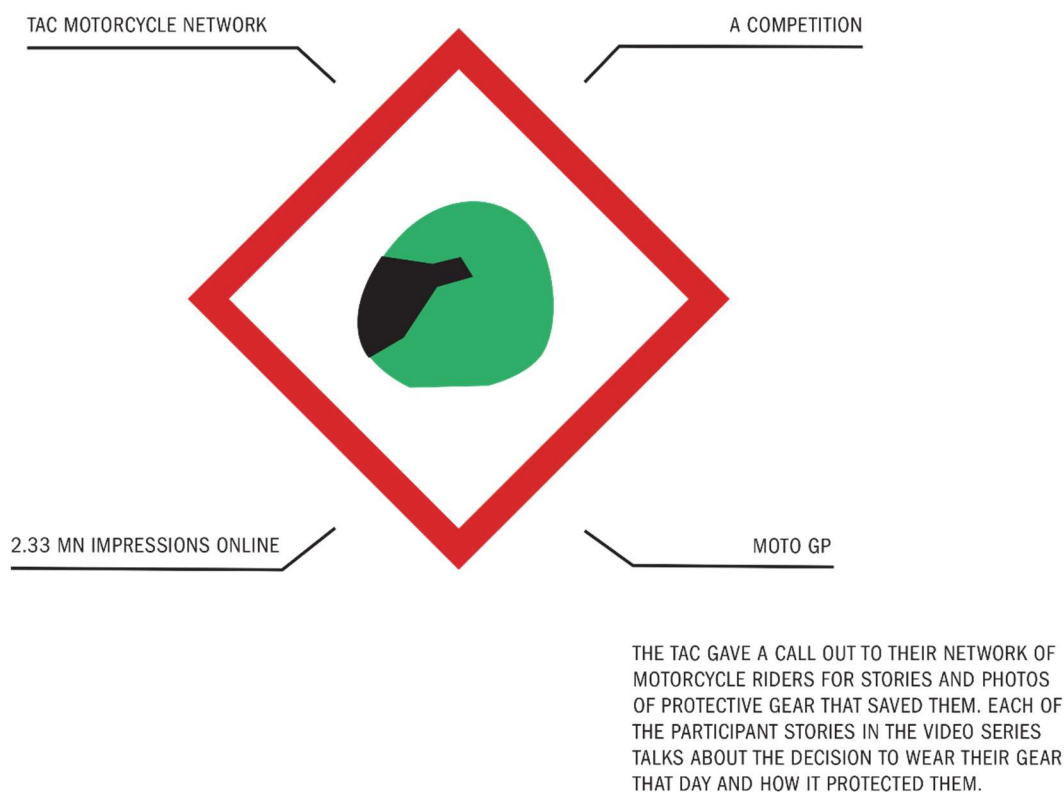 TAC MOTORCYCLE NETWORK
A COMPETITION
2.33 MN IMPRESSIONS ONLINE
MOTO GP
THE TAC GAVE A CALL OUT TO THEIR NETWORK OF
MOTORCYCLE RIDERS FOR STORIES AND PHOTOS
OF PROTECTIVE GEAR THAT SAVED THEM. EACH OF
THE PARTICIPANT STORIES IN THE VIDEO SERIES
TALKS ABOUT THE DECISION TO WEAR THEIR GEAR
THAT DAY AND HOW IT PROTECTED THEM.